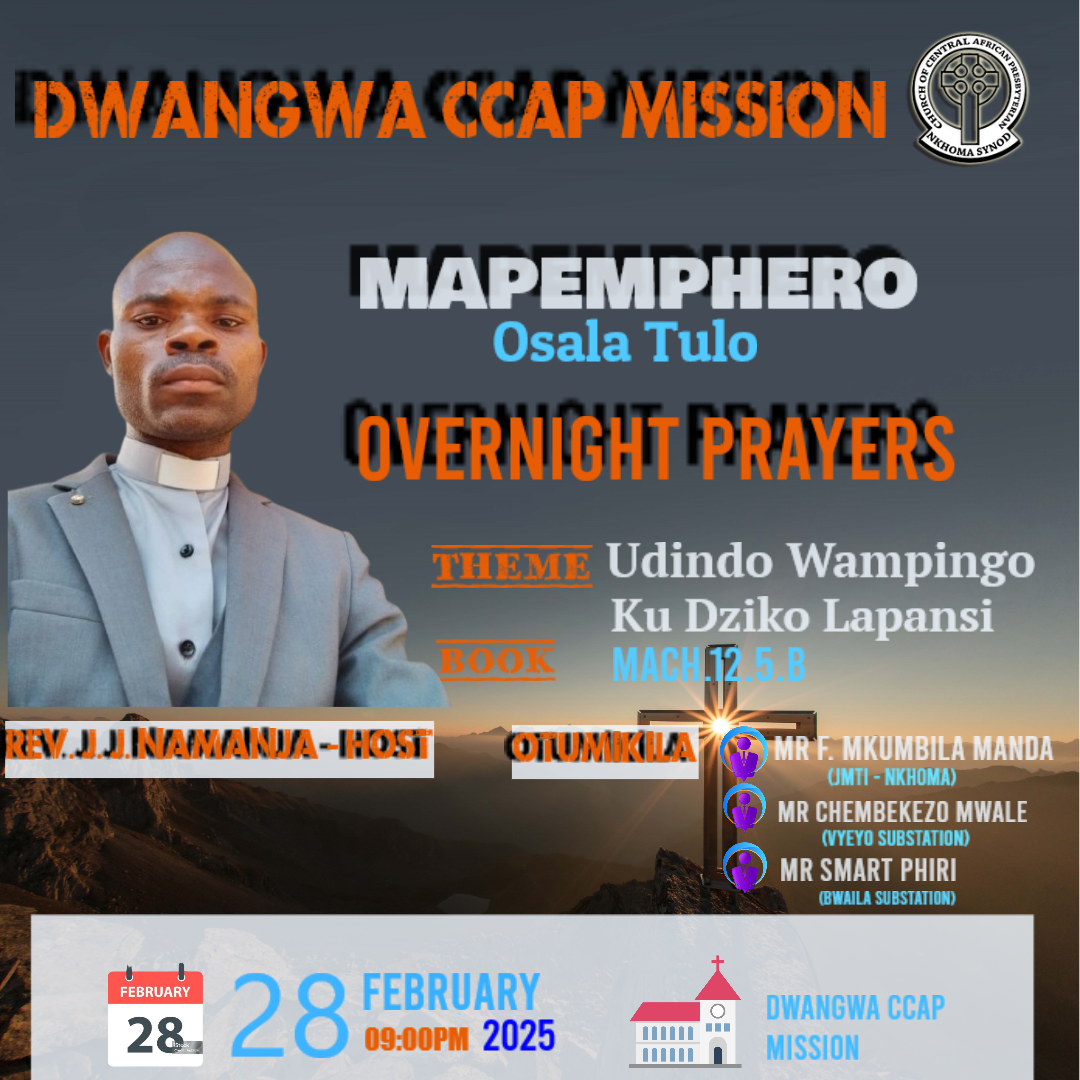 DWANGWA CCAP MISSION
CHURCH OF CENTRAL AFRICAN PRESBYTERIAN
NKHOMA SYNOD
MAPEMPHERO
Osala Tulo
OVERNIGHT PRAYERS
THEME Udindo Wampingo
Ku Dziko Lapansi
BOOK MACH.12.5.B
REV. J.J. NAMANJA - HOST
OTUMIKILA
MR F. MKUMBILA MANDA
(JMTI - NKHOMA)
MR CHEMBEKEZO MWALE
(VYEYO SUBSTATION)
MR SMART PHIRI
(BWAILA SUBSTATION)
FEBRUARY
28
28 FEBRUARY
09:00PM 2025
DWANGWA CCAP
MISSION